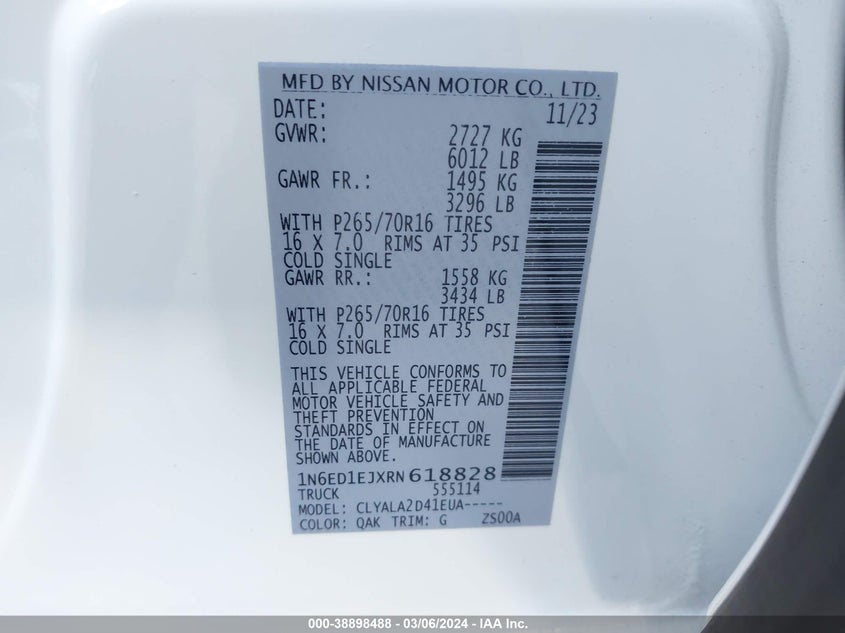 MFD BY NISSAN MOTOR CO., LTD.
DATE: 11/23
GVWR: 2727 KG
6012 LB
GAWR FR.: 1495 KG
3296 LB
WITH P265/70R16 TIRES
16 X 7.0 RIMS AT 35 PSI
COLD SINGLE
GAWR RR.: 1558 KG
3434 LB
WITH P265/70R16 TIRES
16 X 7.0 RIMS AT 35 PSI
COLD SINGLE
THIS VEHICLE CONFORMS TO
ALL APPLICABLE FEDERAL
MOTOR VEHICLE SAFETY AND
THEFT PREVENTION
STANDARDS IN EFFECT ON
THE DATE OF MANUFACTURE
SHOWN ABOVE.
1N6ED1EJXRN618828
TRUCK 555114
MODEL: CLYALA2D41EUA-----
COLOR: QAK TRIM: G ZS00A
000-38898488 - 03/06/2024 - IAA Inc.